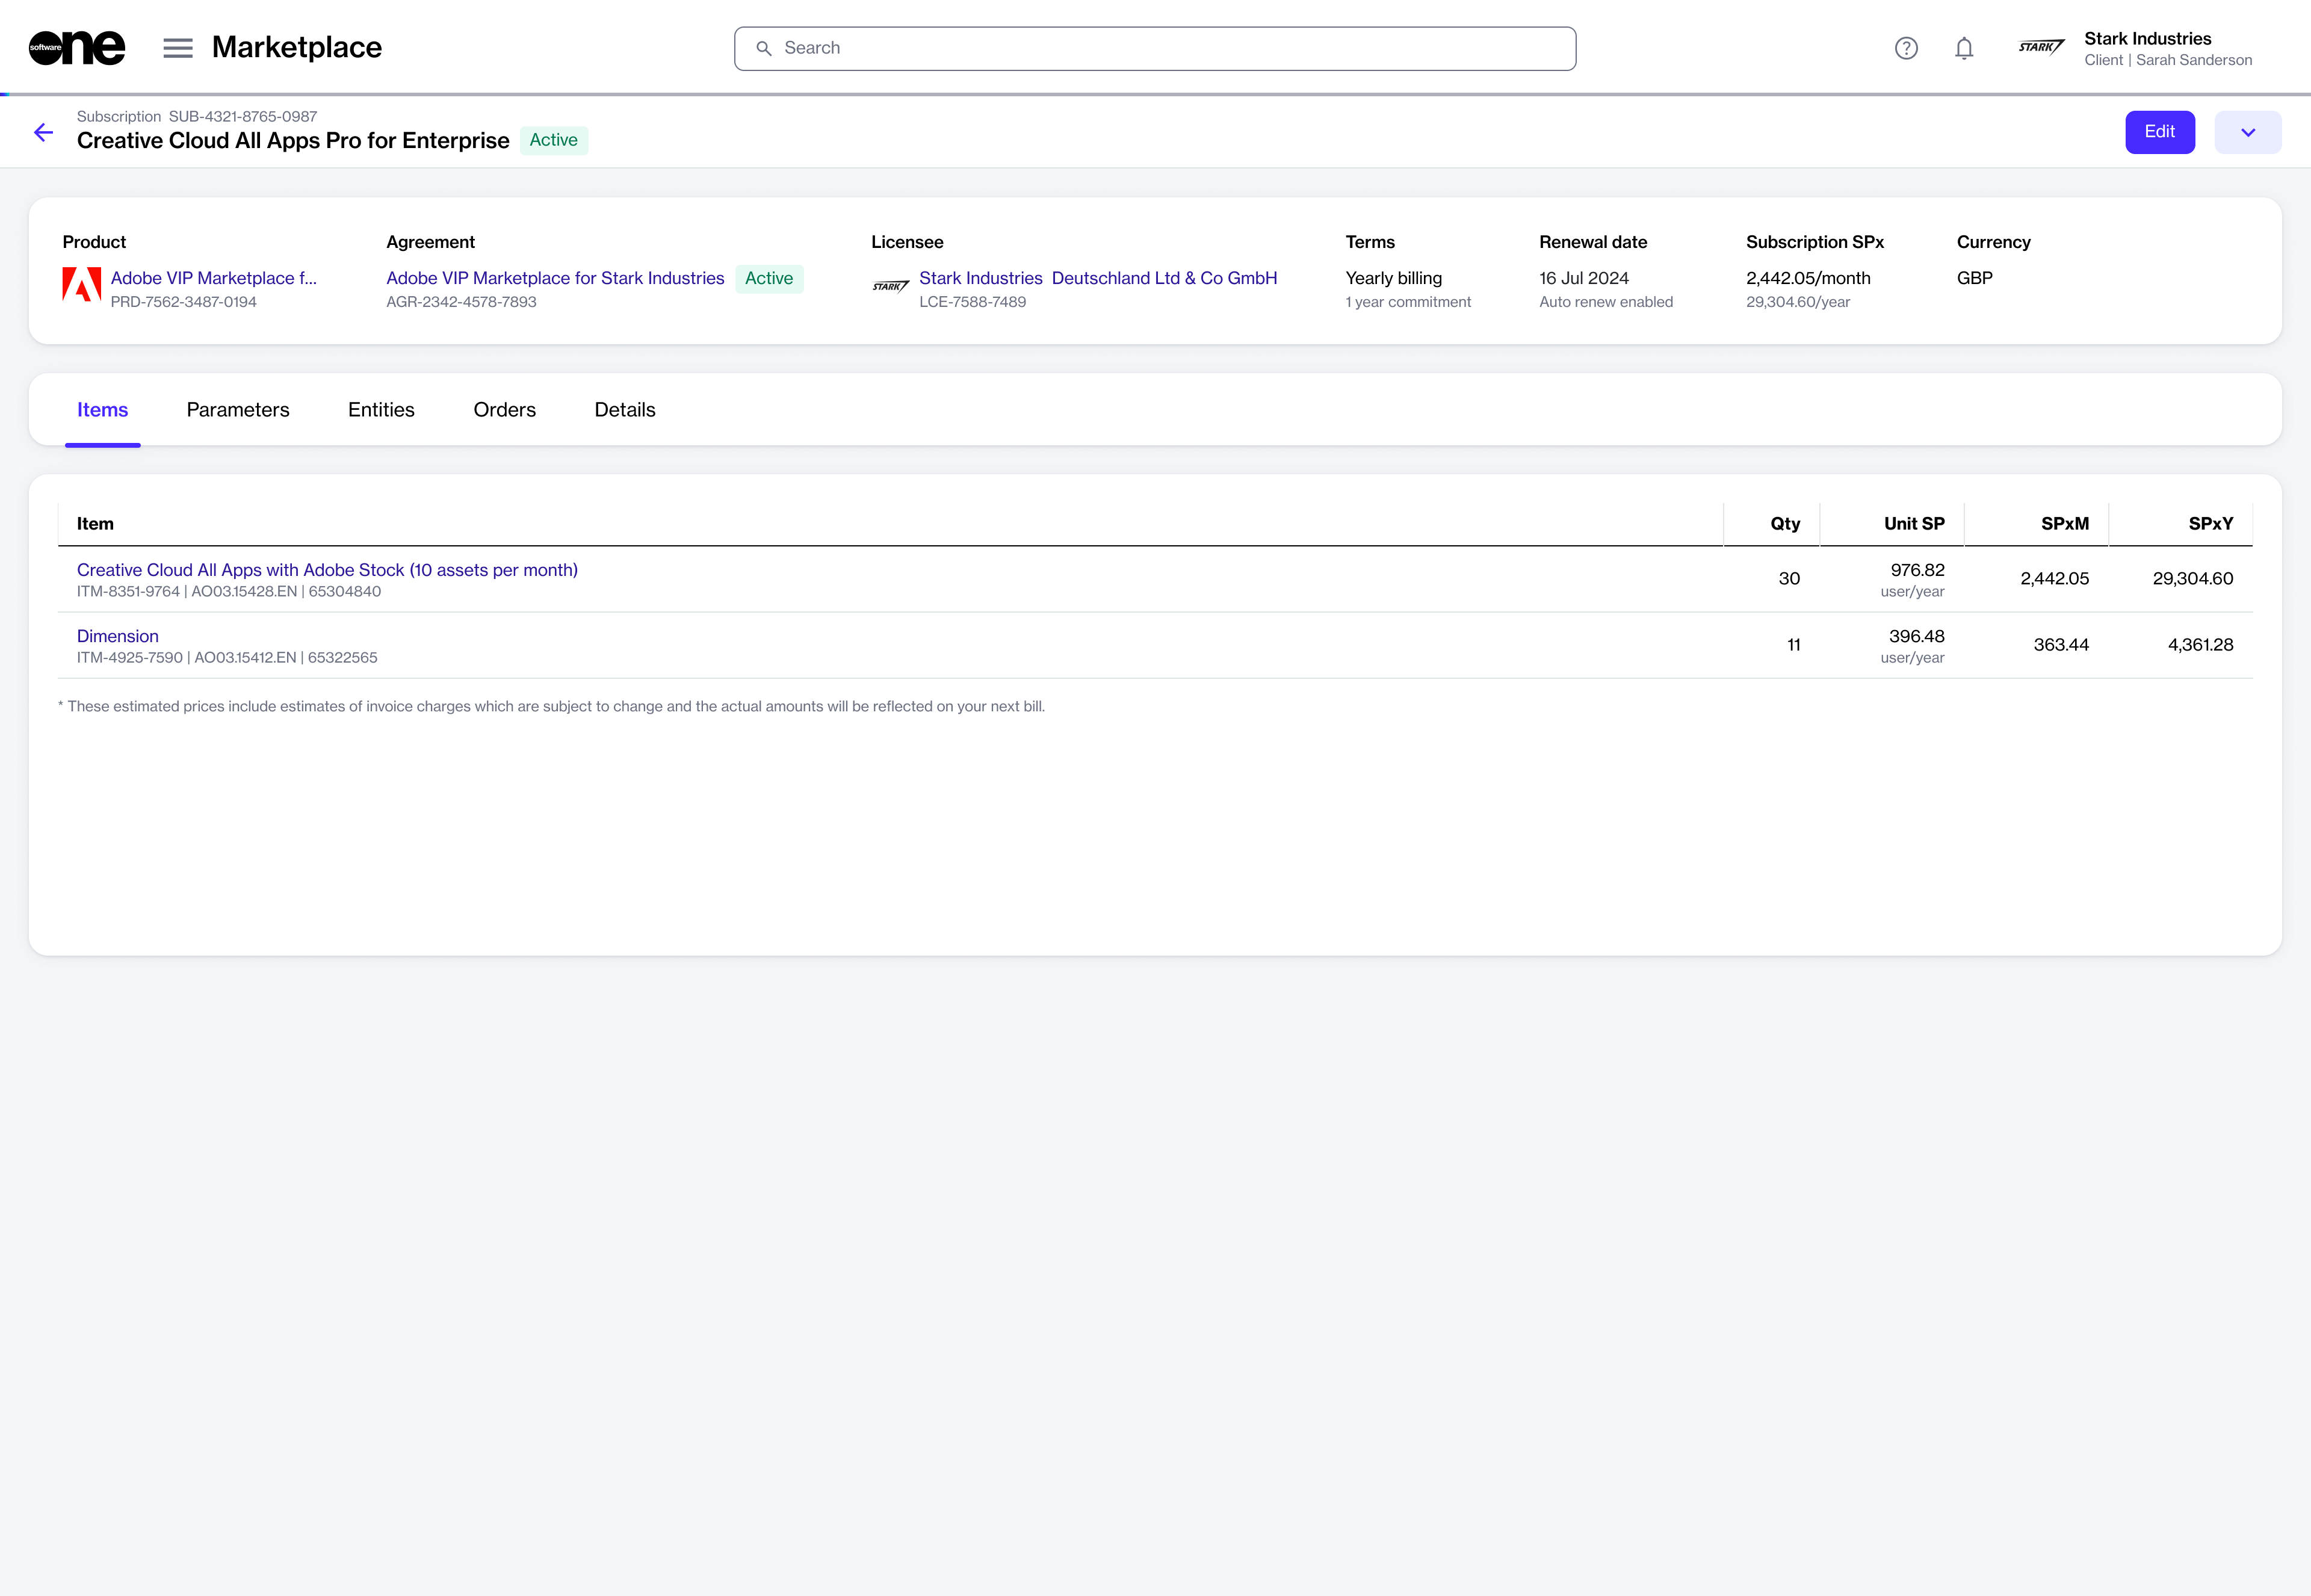 software one
Marketplace
Search
STARK
Stark Industries
Client | Sarah Sanderson
Subscription SUB-4321-8765-0987
Creative Cloud All Apps Pro for Enterprise Active
Edit
Product Agreement Licensee Terms Renewal date Subscription SPx Currency
Adobe VIP Marketplace f... Adobe VIP Marketplace for Stark Industries Active STARK Stark Industries Deutschland Ltd & Co GmbH Yearly billing 16 Jul 2024 2,442.05/month GBP
PRD-7562-3487-0194 AGR-2342-4578-7893 LCE-7588-7489 1 year commitment Auto renew enabled 29,304.60/year
Items Parameters Entities Orders Details
Item Qty Unit SP SPxM SPxY
Creative Cloud All Apps with Adobe Stock (10 assets per month) 30 976.82 2,442.05 29,304.60
ITM-8351-9764 | AO03.15428.EN | 65304840 user/year
Dimension 11 396.48 363.44 4,361.28
ITM-4925-7590 | AO03.15412.EN | 65322565 user/year
* These estimated prices include estimates of invoice charges which are subject to change and the actual amounts will be reflected on your next bill.